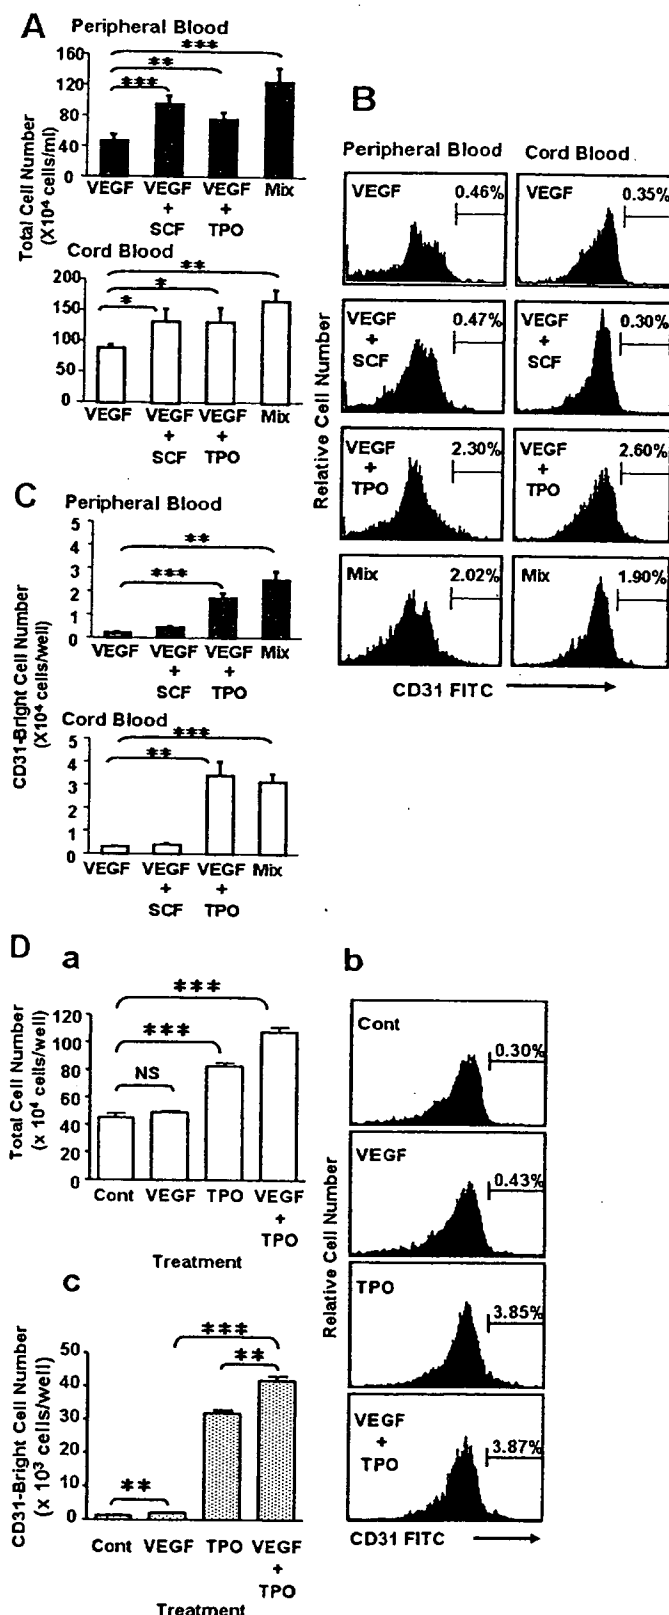 A
Peripheral Blood
Total Cell Number
(X10⁴ cells/ml)
160
120
80
40
0
***
**
***
VEGF VEGF VEGF Mix
+ +
SCF TPO
Cord Blood
200
150
100
50
0
**
*
*
VEGF VEGF VEGF Mix
+ +
SCF TPO
B
Peripheral Blood Cord Blood
Relative Cell Number
VEGF 0.46%
VEGF 0.35%
VEGF
+
SCF
0.47%
VEGF
+
SCF
0.30%
VEGF
+
TPO
2.30%
VEGF
+
TPO
2.60%
Mix 2.02%
Mix 1.90%
CD31 FITC
C
Peripheral Blood
CD31-Bright Cell Number
(X10⁴ cells/well)
5
4
3
2
1
0
**
***
VEGF VEGF VEGF Mix
+ +
SCF TPO
Cord Blood
5
4
3
2
1
0
***
**
VEGF VEGF VEGF Mix
+ +
SCF TPO
D
a
Total Cell Number
(x 10⁴ cells/well)
120
100
80
60
40
20
0
***
***
NS
Cont VEGF TPO VEGF
+
TPO
Treatment
b
Relative Cell Number
Cont
0.30%
VEGF
0.43%
TPO
3.85%
VEGF
+
TPO
3.87%
CD31 FITC
c
CD31-Bright Cell Number
(x 10³ cells/well)
50
40
30
20
10
0
***
**
**
Cont VEGF TPO VEGF
+
TPO
Treatment